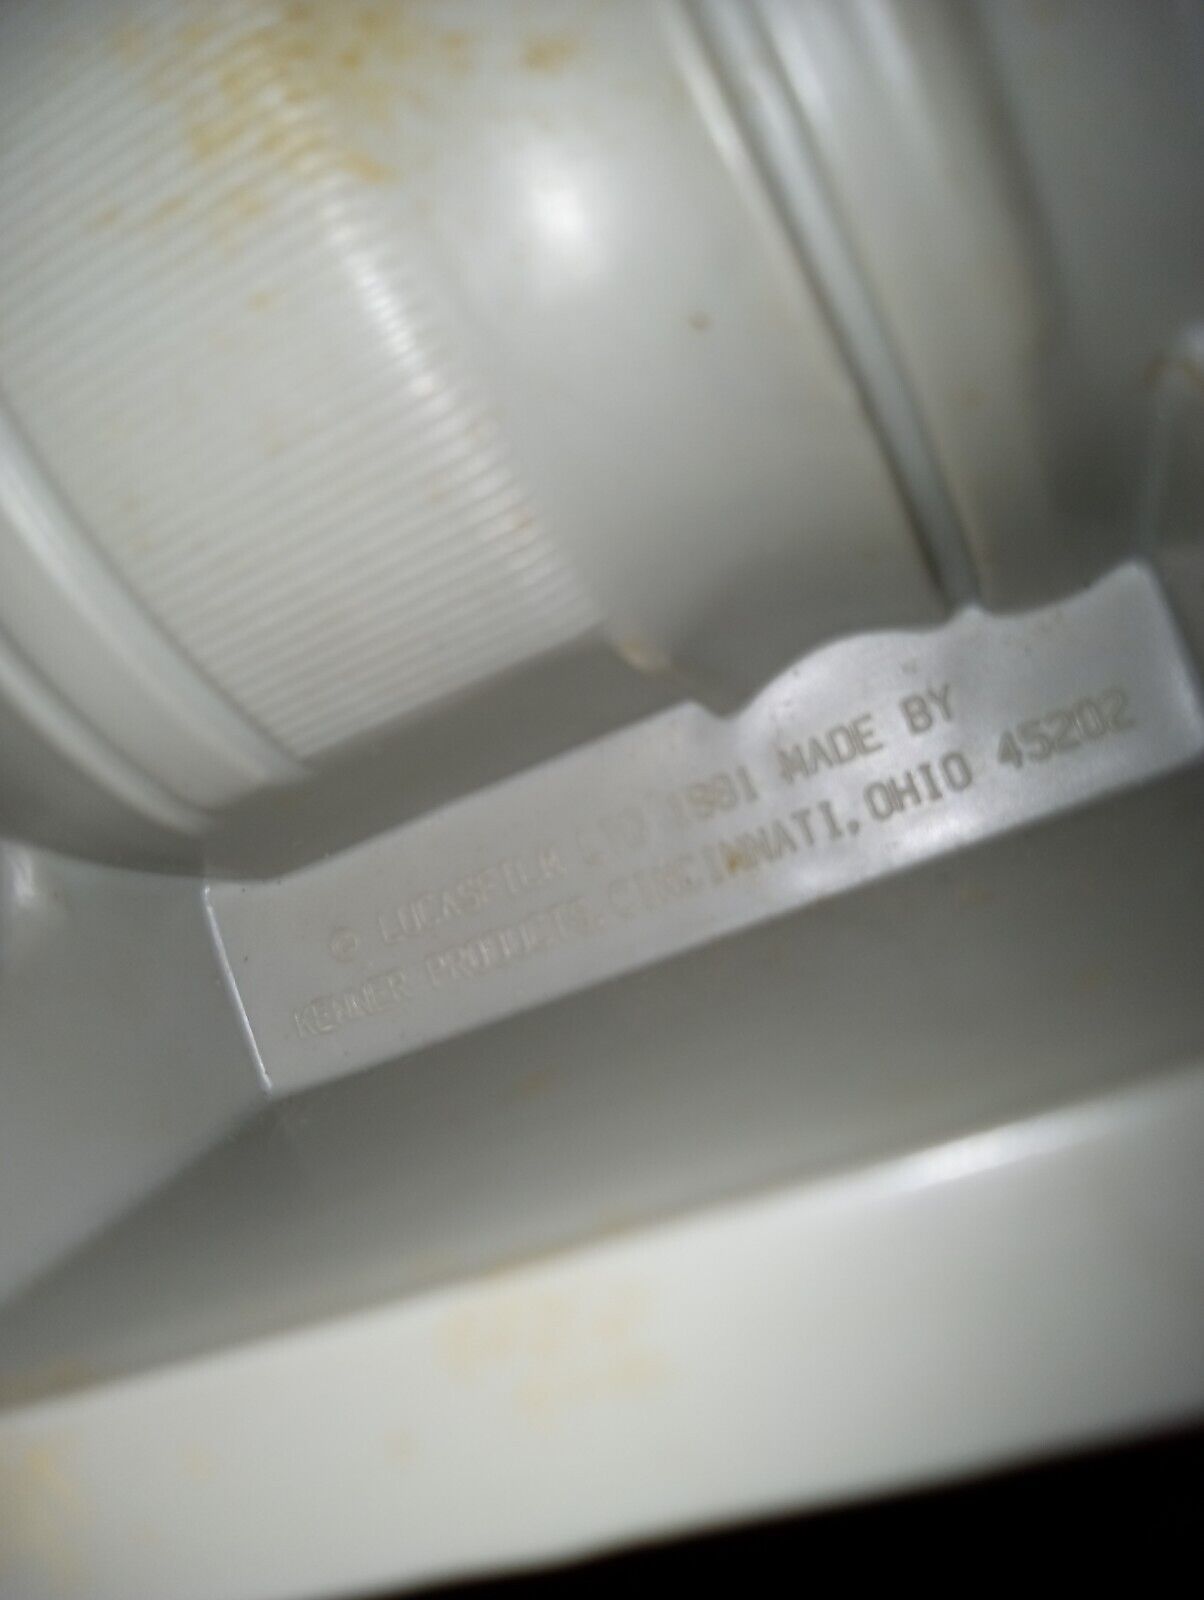 © LUCASFILM LTD 1981 MADE BY
KENNER PRODUCTS, CINCINNATI, OHIO 45202